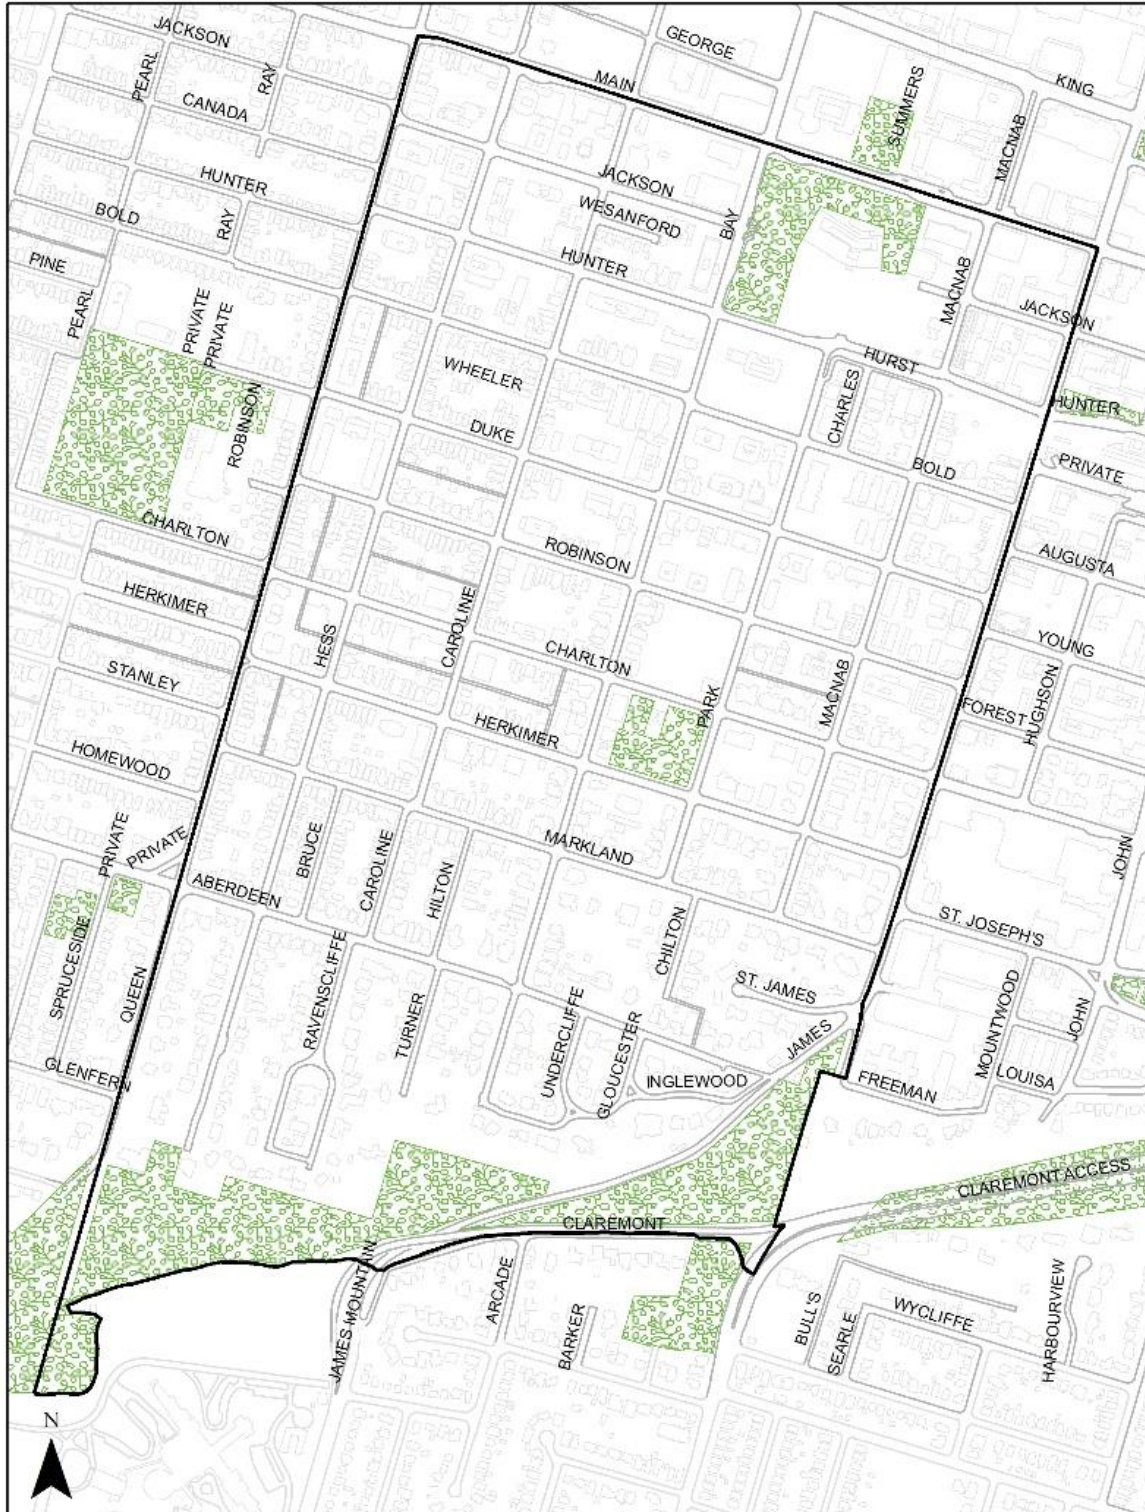 JACKSON
GEORGE
PEARL
RAY
MAIN
KING
CANADA
SUMMERS
MACNAB
HUNTER
JACKSON
BOLD
RAY
WESANFORD
BAY
PINE
HUNTER
MACNAB
PEARL
PRIVATE
PRIVATE
JACKSON
WHEELER
HURST
ROBINSON
CHARLES
HUNTER
DUKE
BOLD
PRIVATE
CHARLTON
ROBINSON
AUGUSTA
HERKIMER
CAROLINE
HESS
YOUNG
CHARLTON
STANLEY
PARK
MACNAB
HUGHSON
FOREST
HERKIMER
HOMEWOOD
PRIVATE
PRIVATE
BRUCE
CAROLINE
MARKLAND
JOHN
ABERDEEN
HILTON
ST. JOSEPH'S
CHILTON
SPRUCESIDE
QUEEN
RAVENSCLIFFE
ST. JAMES
TURNER
UNDERCLIFFE
GLOUCESTER
JAMES
MOUNTWOOD
JOHN
GLENFERN
INGLEWOOD
FREEMAN
LOUISA
CLAREMONT ACCESS
CLAREMONT
JAMES MOUNTAIN
ARCADE
BARKER
BULL'S
SEARLE
WYCLIFFE
HARBOURVIEW
N